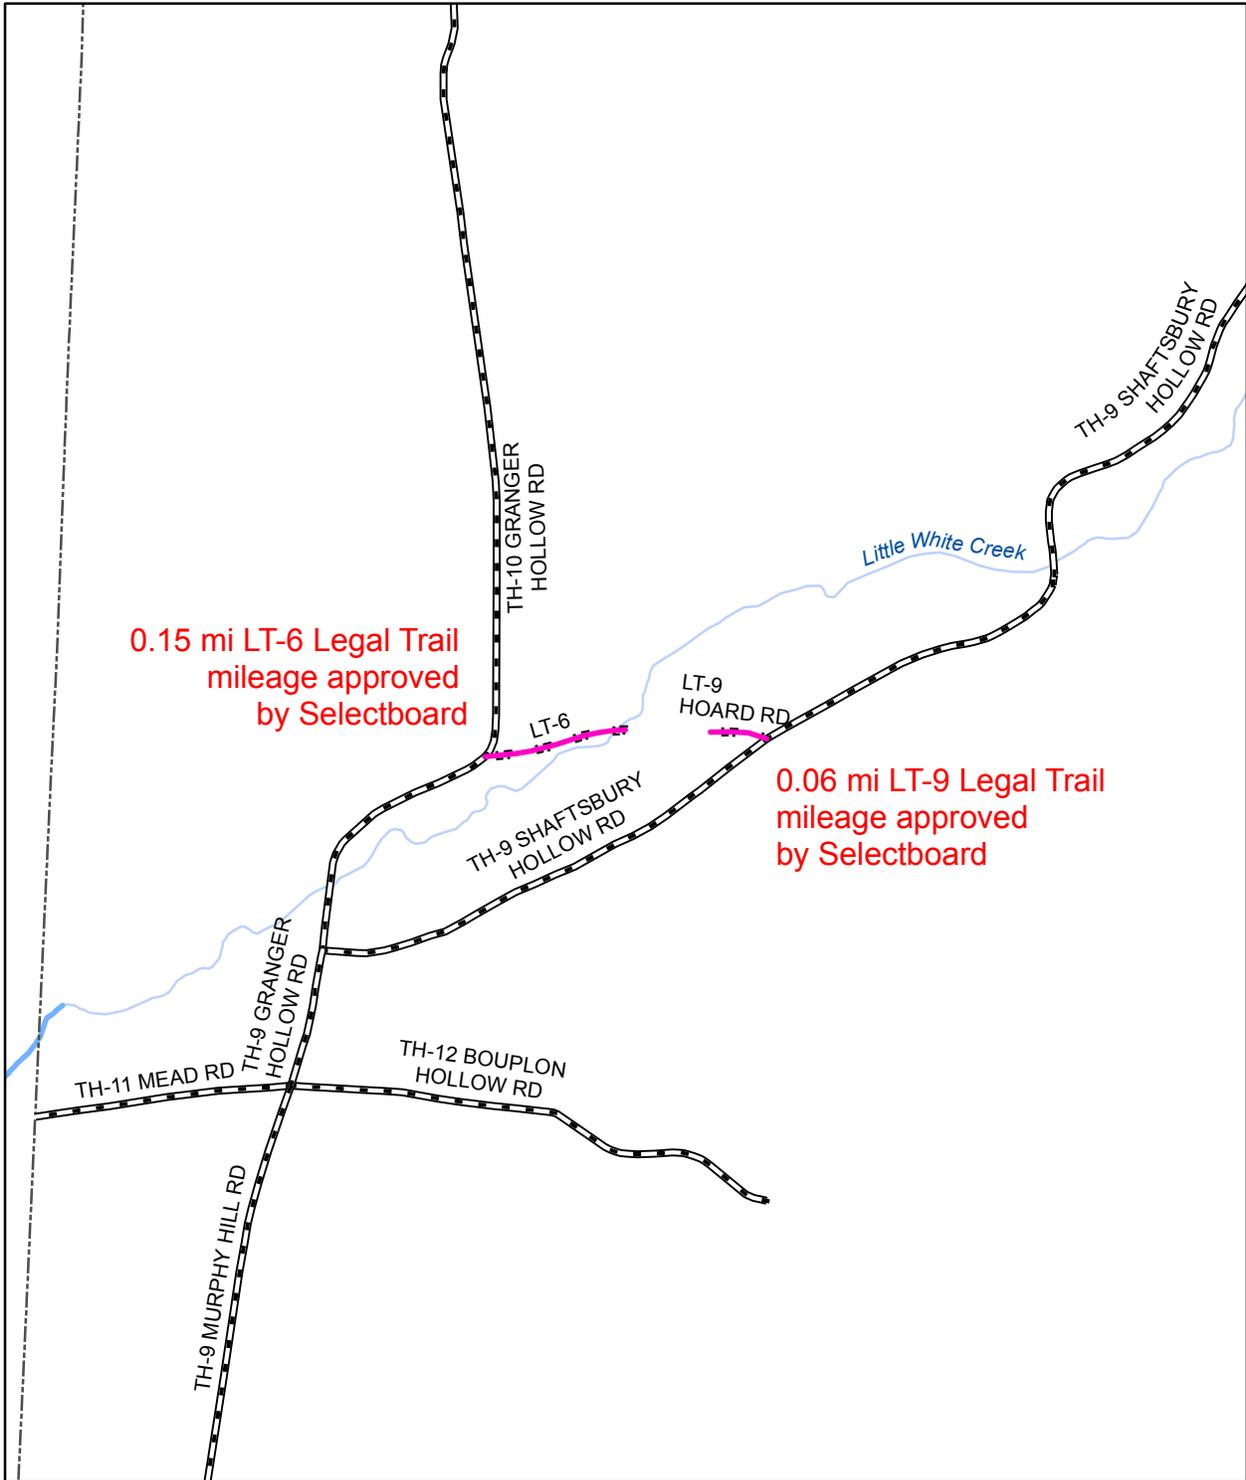 TH-9 SHAFTSBURY
HOLLOW RD
TH-10 GRANGER
HOLLOW RD
Little White Creek
0.15 mi LT-6 Legal Trail
mileage approved
by Selectboard
LT-6
LT-9
HOARD RD
0.06 mi LT-9 Legal Trail
mileage approved
by Selectboard
TH-9 SHAFTSBURY
HOLLOW RD
TH-9 GRANGER
HOLLOW RD
TH-11 MEAD RD
TH-12 BOUPLON
HOLLOW RD
TH-9 MURPHY HILL RD